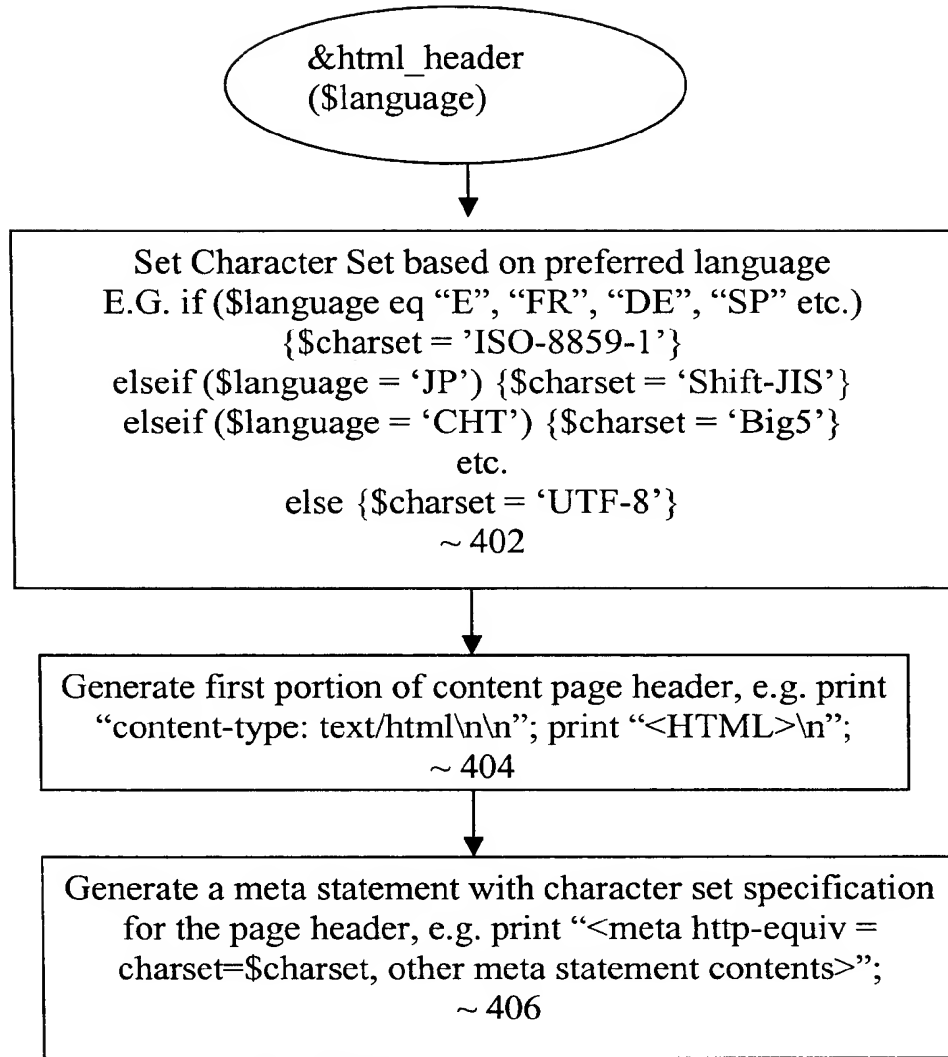 &html_header
($language)
Set Character Set based on preferred language
E.G. if ($language eq “E”, “FR”, “DE”, “SP” etc.)
{$charset = ’ISO-8859-1’}
elseif ($language = ‘JP’) {$charset = ‘Shift-JIS’}
elseif ($language = ‘CHT’) {$charset = ‘Big5’}
etc.
else {$charset = ‘UTF-8’}
~ 402
Generate first portion of content page header, e.g. print
“content-type: text/html\n\n”; print “<HTML>\n”;
~ 404
Generate a meta statement with character set specification
for the page header, e.g. print “<meta http-equiv =
charset=$charset, other meta statement contents>”;
~ 406